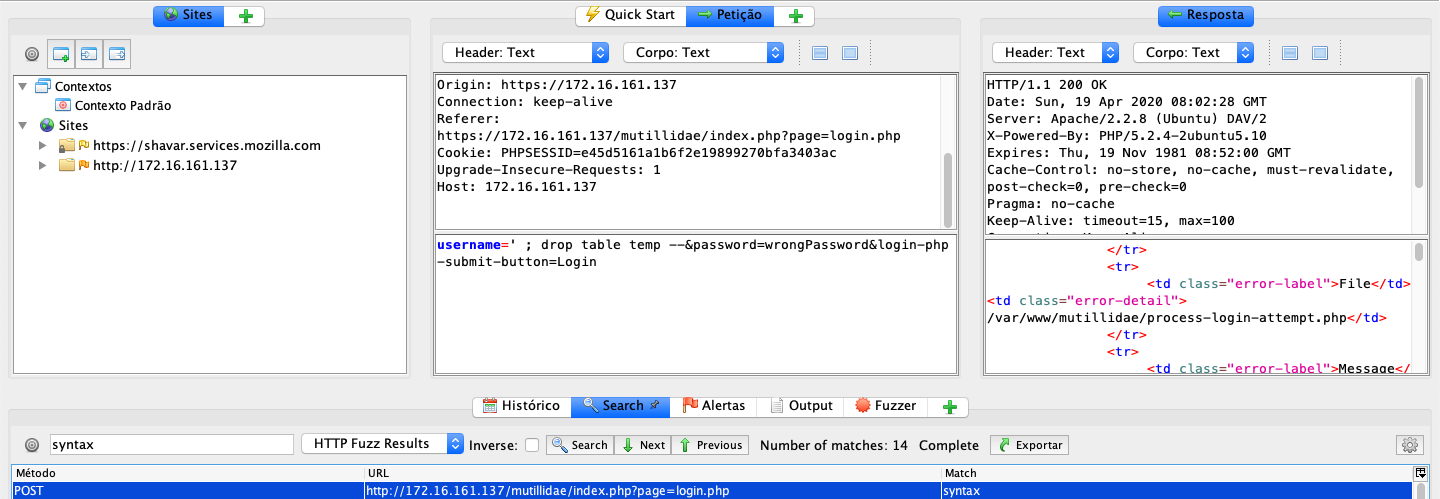 Sites
Quick Start
Petição
Resposta
Header: Text
Corpo: Text
Header: Text
Corpo: Text
Contextos
Contexto Padrão
Sites
https://shavar.services.mozilla.com
http://172.16.161.137
Origin: https://172.16.161.137
Connection: keep-alive
Referer:
https://172.16.161.137/mutillidae/index.php?page=login.php
Cookie: PHPSESSID=e45d5161a1b6f2e19899270bfa3403ac
Upgrade-Insecure-Requests: 1
Host: 172.16.161.137
username=' ; drop table temp --&password=wrongPassword&login-php
-submit-button=Login
HTTP/1.1 200 OK
Date: Sun, 19 Apr 2020 08:02:28 GMT
Server: Apache/2.2.8 (Ubuntu) DAV/2
X-Powered-By: PHP/5.2.4-2ubuntu5.10
Expires: Thu, 19 Nov 1981 08:52:00 GMT
Cache-Control: no-store, no-cache, must-revalidate,
post-check=0, pre-check=0
Pragma: no-cache
Keep-Alive: timeout=15, max=100
</tr>
<tr>
<td class="error-label">File</td>
<td class="error-detail">
/var/www/mutillidae/process-login-attempt.php</td>
</tr>
<tr>
<td class="error-label">Message</
Histórico
Search
Alertas
Output
Fuzzer
syntax
HTTP Fuzz Results
Inverse:
Search
Next
Previous
Number of matches: 14
Complete
Exportar
Método
URL
Match
POST
http://172.16.161.137/mutillidae/index.php?page=login.php
syntax